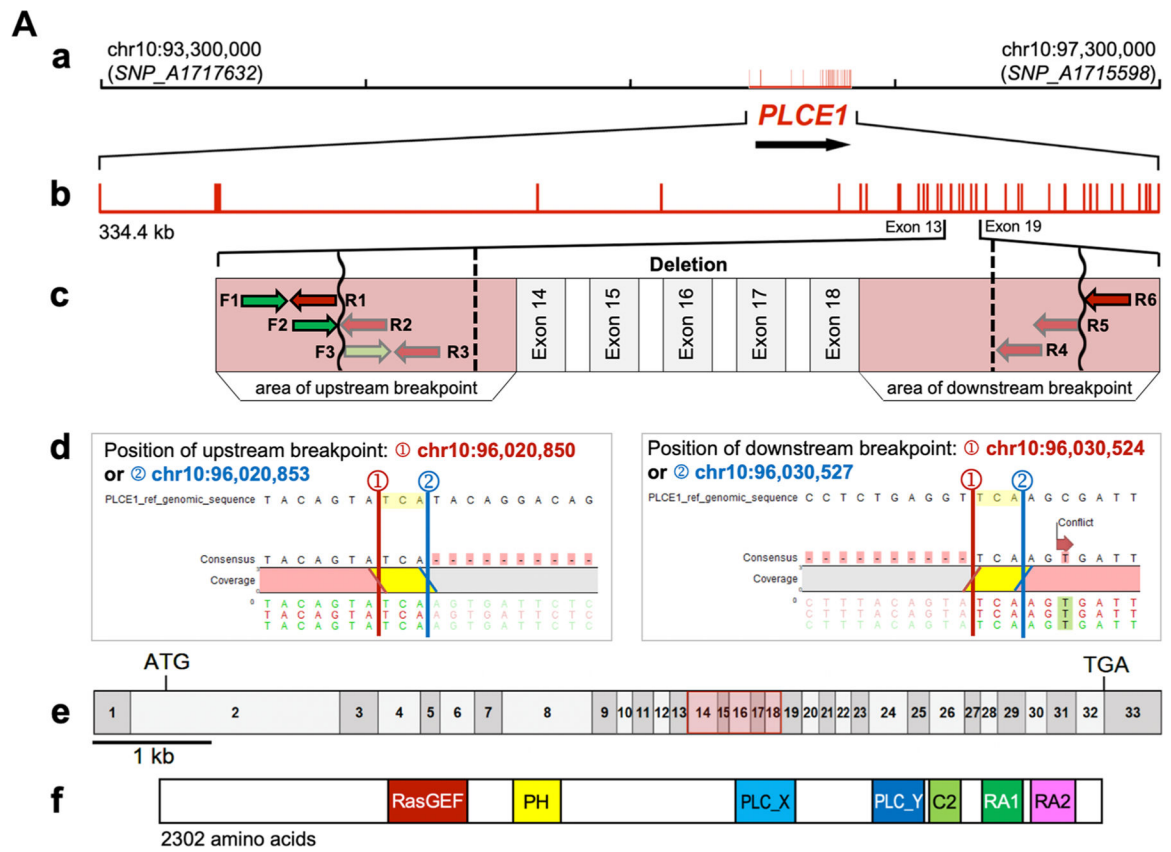 A
a
chr10:93,300,000
(SNP_A1717632)
chr10:97,300,000
(SNP_A1715598)
PLCE1
b
334.4 kb
Exon 13
Exon 19
Deletion
c
F1 R1
F2 R2
F3 R3
Exon 14
Exon 15
Exon 16
Exon 17
Exon 18
R6
R5
R4
area of upstream breakpoint
area of downstream breakpoint
d
Position of upstream breakpoint: ① chr10:96,020,850
or ② chr10:96,020,853
① ②
PLCE1_ref_genomic_sequence T A C A G T A T C A T A C A G G A C A G
Consensus T A C A G T A T C A - - - - - - - - - -
Coverage
0
T A C A G T A T C A A G T G A T T C T C
T A C A G T A T C A A G T G A T T C T C
T A C A G T A T C A A G T G A T T C T C
Position of downstream breakpoint: ① chr10:96,030,524
or ② chr10:96,030,527
① ②
PLCE1_ref_genomic_sequence C C T C T G A G G T T C A A G C G A T T
Conflict
Consensus - - - - - - - - - - T C A A G T G A T T
Coverage
0
C T T T A C A G T A T C A A G T G A T T
C T T T A C A G T A T C A A G T G A T T
C T T T A C A G T A T C A A G T G A T T
ATG
TGA
e
1 2 3 4 5 6 7 8 9 10 11 12 13 14 15 16 17 18 19 20 21 22 23 24 25 26 27 28 29 30 31 32 33
1 kb
f
RasGEF PH PLC_X PLC_Y C2 RA1 RA2
2302 amino acids